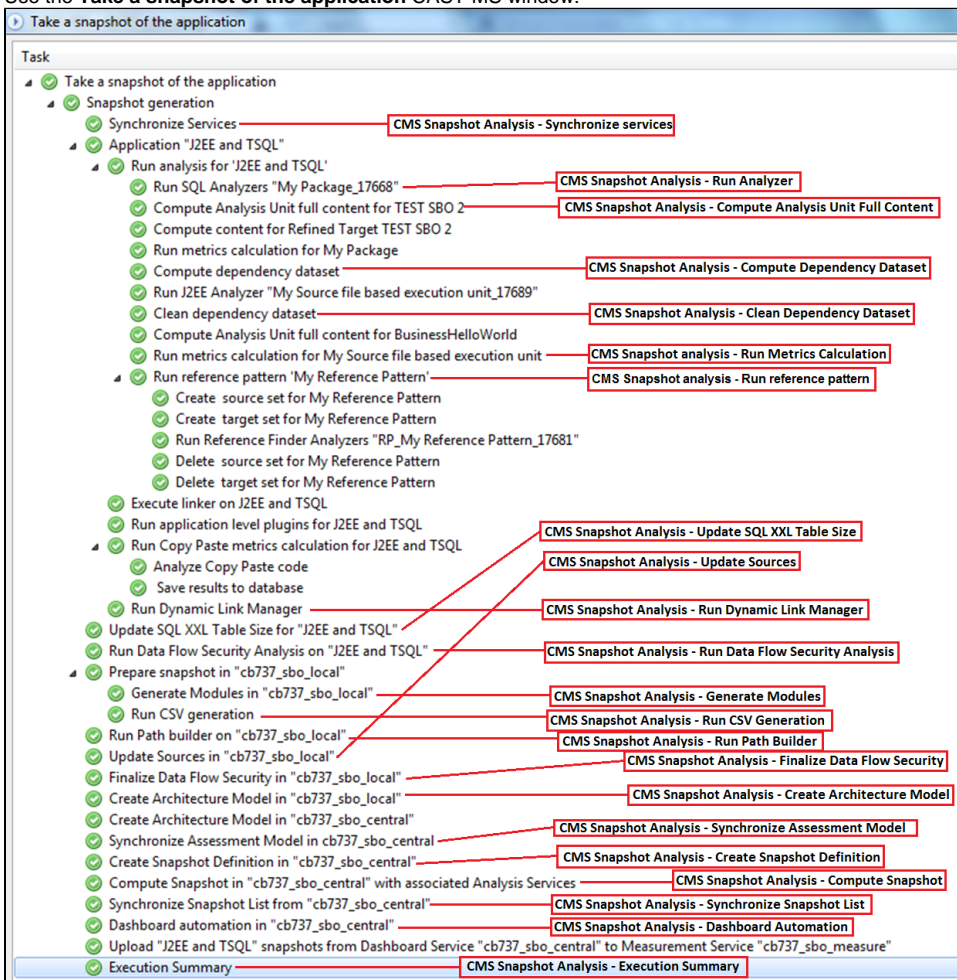 See the Take a snapshot of the application CAST-MS window:
Take a snapshot of the application
Task
Take a snapshot of the application
Snapshot generation
Synchronize Services CMS Snapshot Analysis - Synchronize services
Application "J2EE and TSQL"
Run analysis for 'J2EE and TSQL'
Run SQL Analyzers "My Package_17668" CMS Snapshot Analysis - Run Analyzer
Compute Analysis Unit full content for TEST SBO 2 CMS Snapshot Analysis - Compute Analysis Unit Full Content
Compute content for Refined Target TEST SBO 2
Run metrics calculation for My Package
Compute dependency dataset CMS Snapshot Analysis - Compute Dependency Dataset
Run J2EE Analyzer "My Source file based execution unit_17689"
Clean dependency dataset CMS Snapshot Analysis - Clean Dependency Dataset
Compute Analysis Unit full content for BusinessHelloWorld
Run metrics calculation for My Source file based execution unit CMS Snapshot analysis - Run Metrics Calculation
Run reference pattern 'My Reference Pattern' CMS Snapshot analysis - Run reference pattern
Create source set for My Reference Pattern
Create target set for My Reference Pattern
Run Reference Finder Analyzers "RP_My Reference Pattern_17681"
Delete source set for My Reference Pattern
Delete target set for My Reference Pattern
Execute linker on J2EE and TSQL
Run application level plugins for J2EE and TSQL
CMS Snapshot Analysis - Update SQL XXL Table Size
Run Copy Paste metrics calculation for J2EE and TSQL
CMS Snapshot Analysis - Update Sources
Analyze Copy Paste code
Save results to database
Run Dynamic Link Manager CMS Snapshot Analysis - Run Dynamic Link Manager
Update SQL XXL Table Size for "J2EE and TSQL"
Run Data Flow Security Analysis on "J2EE and TSQL" CMS Snapshot Analysis - Run Data Flow Security Analysis
Prepare snapshot in "cb737_sbo_local"
Generate Modules in "cb737_sbo_local" CMS Snapshot Analysis - Generate Modules
Run CSV generation CMS Snapshot Analysis - Run CSV Generation
Run Path builder on "cb737_sbo_local" CMS Snapshot Analysis - Run Path Builder
Update Sources in "cb737_sbo_local"
Finalize Data Flow Security in "cb737_sbo_local" CMS Snapshot Analysis - Finalize Data Flow Security
Create Architecture Model in "cb737_sbo_local" CMS Snapshot Analysis - Create Architecture Model
Create Architecture Model in "cb737_sbo_central"
Synchronize Assessment Model in cb737_sbo_central CMS Snapshot Analysis - Synchronize Assessment Model
Create Snapshot Definition in "cb737_sbo_central" CMS Snapshot Analysis - Create Snapshot Definition
Compute Snapshot in "cb737_sbo_central" with associated Analysis Services CMS Snapshot Analysis - Compute Snapshot
Synchronize Snapshot List from "cb737_sbo_central" CMS Snapshot Analysis - Synchronize Snapshot List
Dashboard automation in "cb737_sbo_central" CMS Snapshot Analysis - Dashboard Automation
Upload "J2EE and TSQL" snapshots from Dashboard Service "cb737_sbo_central" to Measurement Service "cb737_sbo_measure"
Execution Summary CMS Snapshot Analysis - Execution Summary